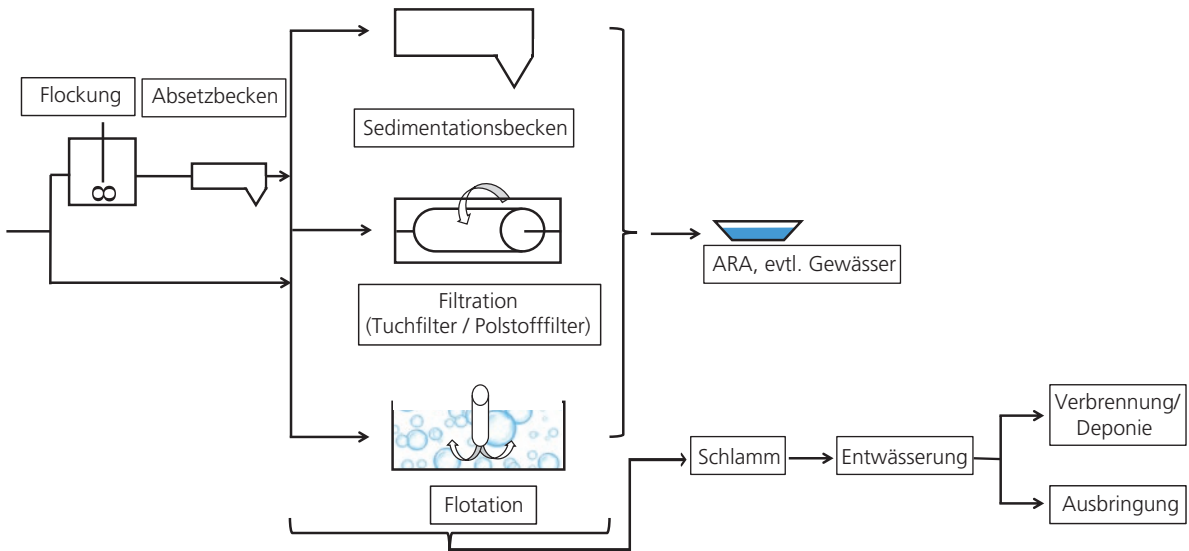 Flockung
Absetzbecken
Sedimentationsbecken
Filtration
(Tuchfilter / Polstofffilter)
ARA, evtl. Gewässer
Flotation
Schlamm
Entwässerung
Verbrennung/
Deponie
Ausbringung